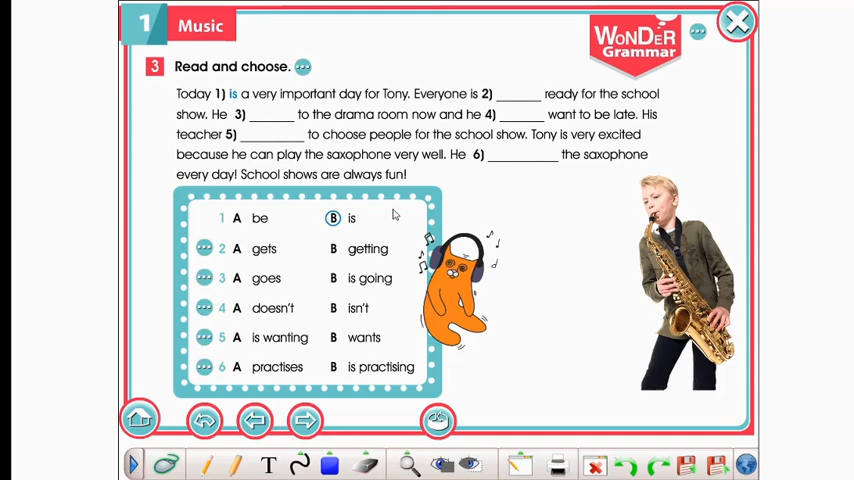 1 Music
WONDER
Grammar
3 Read and choose.
Today 1) is a very important day for Tony. Everyone is 2) ______ ready for the school
show. He 3) ______ to the drama room now and he 4) ______ want to be late. His
teacher 5) ________ to choose people for the school show. Tony is very excited
because he can play the saxophone very well. He 6) _________ the saxophone
every day! School shows are always fun!
1 A be B is
2 A gets B getting
3 A goes B is going
4 A doesn't B isn't
5 A is wanting B wants
6 A practises B is practising
T